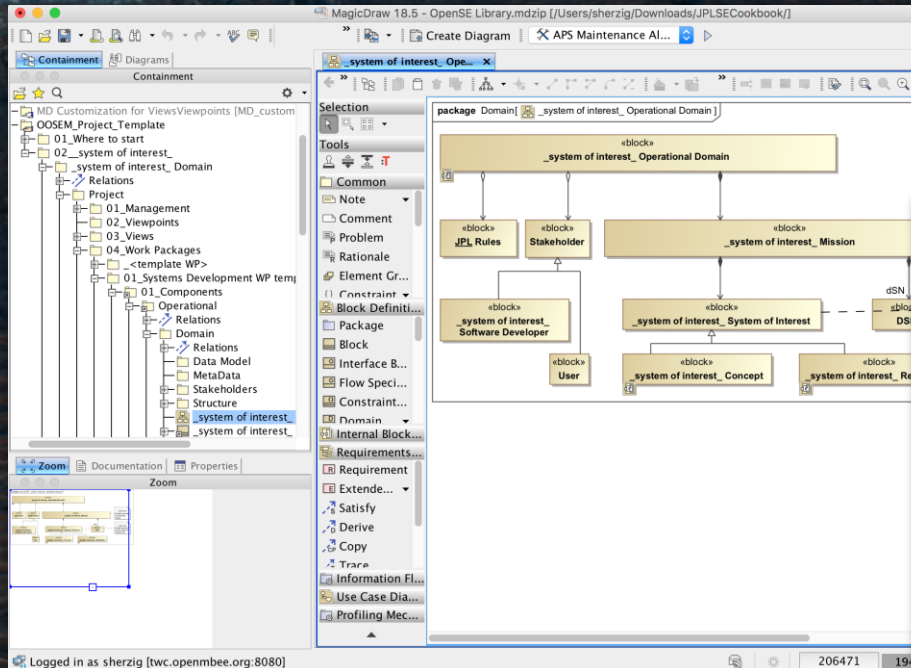 MagicDraw 18.5 - OpenSE Library.mdzip [/Users/sherzig/Downloads/JPLSECookbook/]
Create Diagram
APS Maintenance Al...
Containment
Diagrams
Containment
MD Customization for ViewsViewpoints [MD_custom
OOSEM_Project_Template
01_Where to start
02__system of interest_
_system of interest_ Domain
Relations
Project
01_Management
02_Viewpoints
03_Views
04_Work Packages
_<template WP>
01_Systems Development WP temp
01_Components
Operational
Relations
Domain
Relations
Data Model
MetaData
Stakeholders
Structure
_system of interest_
_system of interest_
Zoom
Documentation
Properties
Zoom
_system of interest_ Ope...
Selection
Tools
Common
Note
Comment
Problem
Rationale
Element Gr...
Constraint
Block Definiti...
Package
Block
Interface B...
Flow Speci...
Constraint...
Domain
Internal Block...
Requirements...
Requirement
Extende...
Satisfy
Derive
Copy
Trace
Information Fl...
Use Case Dia...
Profiling Mec...
package Domain[ _system of interest_ Operational Domain ]
«block»
_system of interest_ Operational Domain
«block»
JPL Rules
«block»
Stakeholder
«block»
_system of interest_ Mission
«block»
_system of interest_
Software Developer
«block»
User
«block»
_system of interest_ System of Interest
dSN
«bloc
DS
«block»
_system of interest_ Concept
«block»
_system of interest_ Re
Logged in as sherzig [twc.openmbee.org:8080]
206471